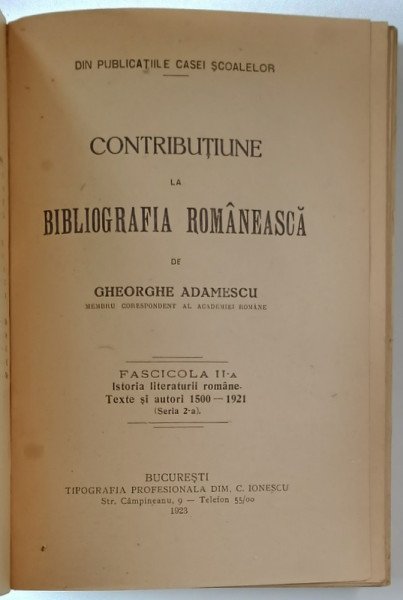 DIN PUBLICAȚIILE CASEI ȘCOALELOR
CONTRIBUȚIUNE
LA
BIBLIOGRAFIA ROMÂNEASCĂ
DE
GHEORGHE ADAMESCU
MEMBRU CORESPONDENT AL ACADEMIEI ROMÂNE
FASCICOLA II-A
Istoria literaturii române.
Texte și autori 1500—1921
(Seria 2-a).
BUCUREȘTI
TIPOGRAFIA PROFESIONALA DIM. C. IONESCU
Str. Câmpineanu, 9 — Telefon 55/00
1923